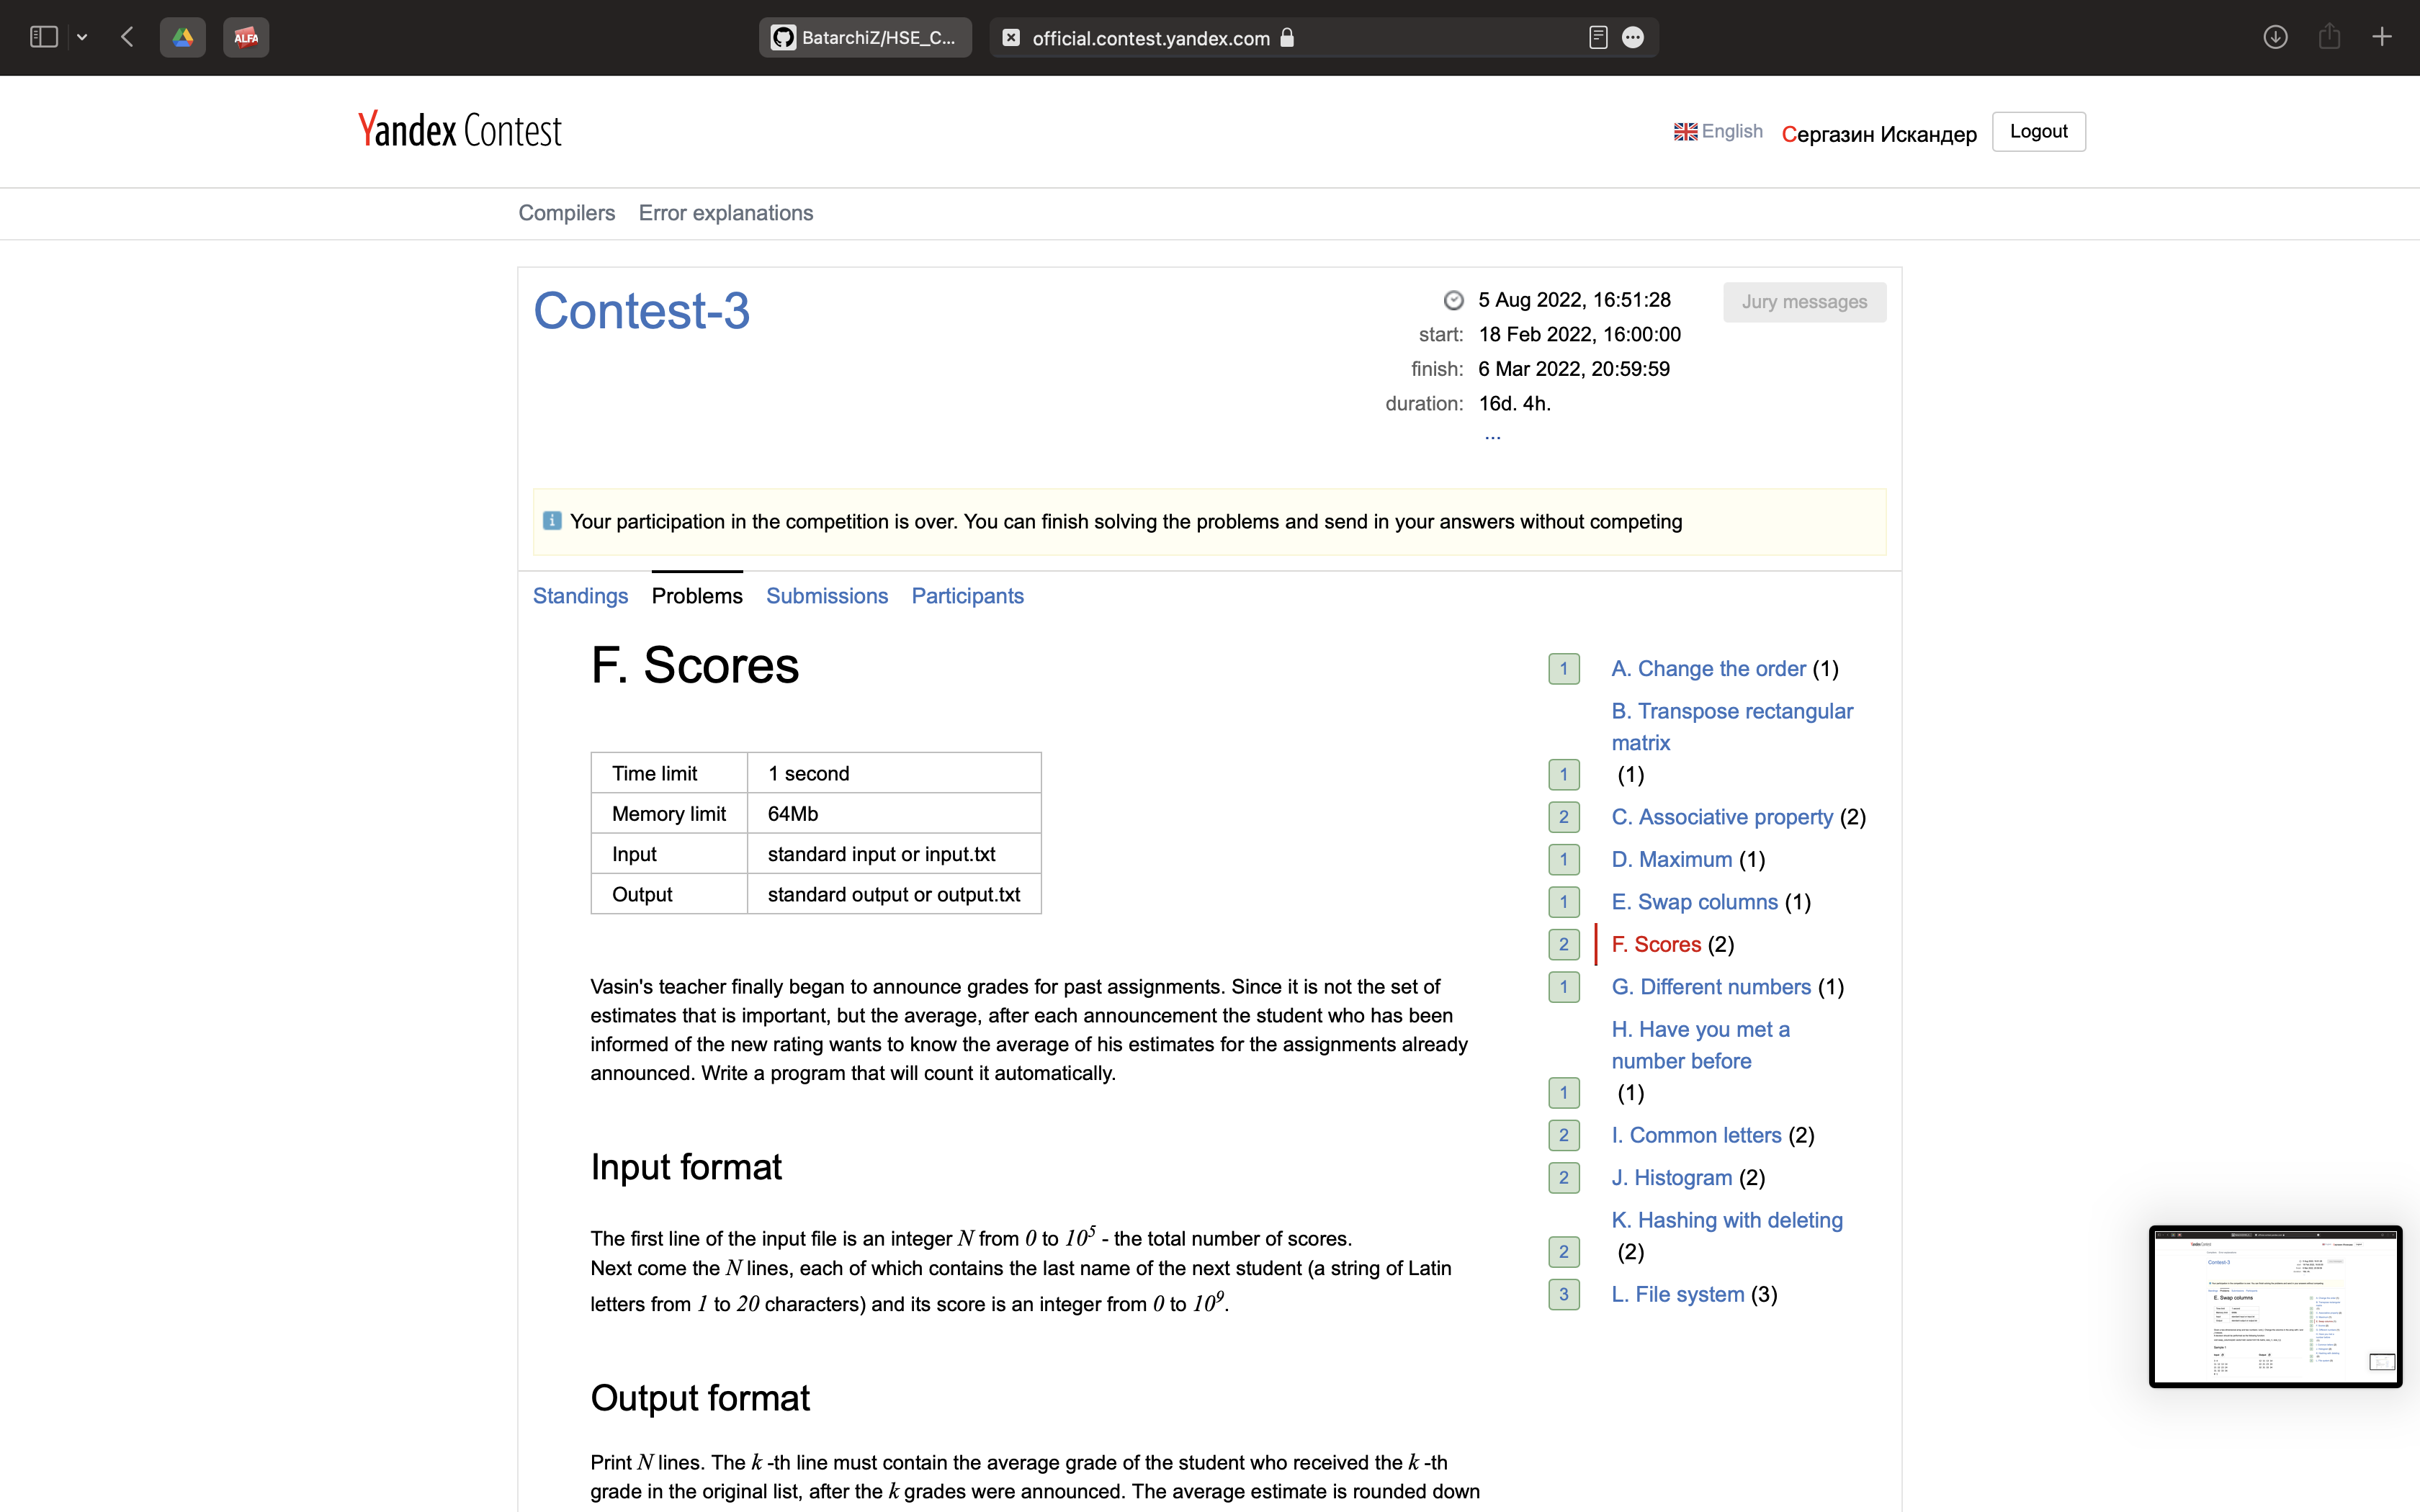 ALFA
BatarchiZ/HSE_C...
official.contest.yandex.com
Yandex Contest
English
Сергазин Искандер
Logout
Compilers Error explanations
Contest-3
5 Aug 2022, 16:51:28
start: 18 Feb 2022, 16:00:00
finish: 6 Mar 2022, 20:59:59
duration: 16d. 4h.
...
Jury messages
Your participation in the competition is over. You can finish solving the problems and send in your answers without competing
Standings Problems Submissions Participants
F. Scores
Time limit 1 second
Memory limit 64Mb
Input standard input or input.txt
Output standard output or output.txt
Vasin's teacher finally began to announce grades for past assignments. Since it is not the set of
estimates that is important, but the average, after each announcement the student who has been
informed of the new rating wants to know the average of his estimates for the assignments already
announced. Write a program that will count it automatically.
Input format
The first line of the input file is an integer N from 0 to 10⁵ - the total number of scores.
Next come the N lines, each of which contains the last name of the next student (a string of Latin
letters from 1 to 20 characters) and its score is an integer from 0 to 10⁹.
Output format
Print N lines. The k -th line must contain the average grade of the student who received the k -th
grade in the original list, after the k grades were announced. The average estimate is rounded down
1 A. Change the order (1)
B. Transpose rectangular
matrix
1 (1)
2 C. Associative property (2)
1 D. Maximum (1)
1 E. Swap columns (1)
2 F. Scores (2)
1 G. Different numbers (1)
H. Have you met a
number before
1 (1)
2 I. Common letters (2)
2 J. Histogram (2)
K. Hashing with deleting
2 (2)
3 L. File system (3)
Contest-3
E. Swap columns